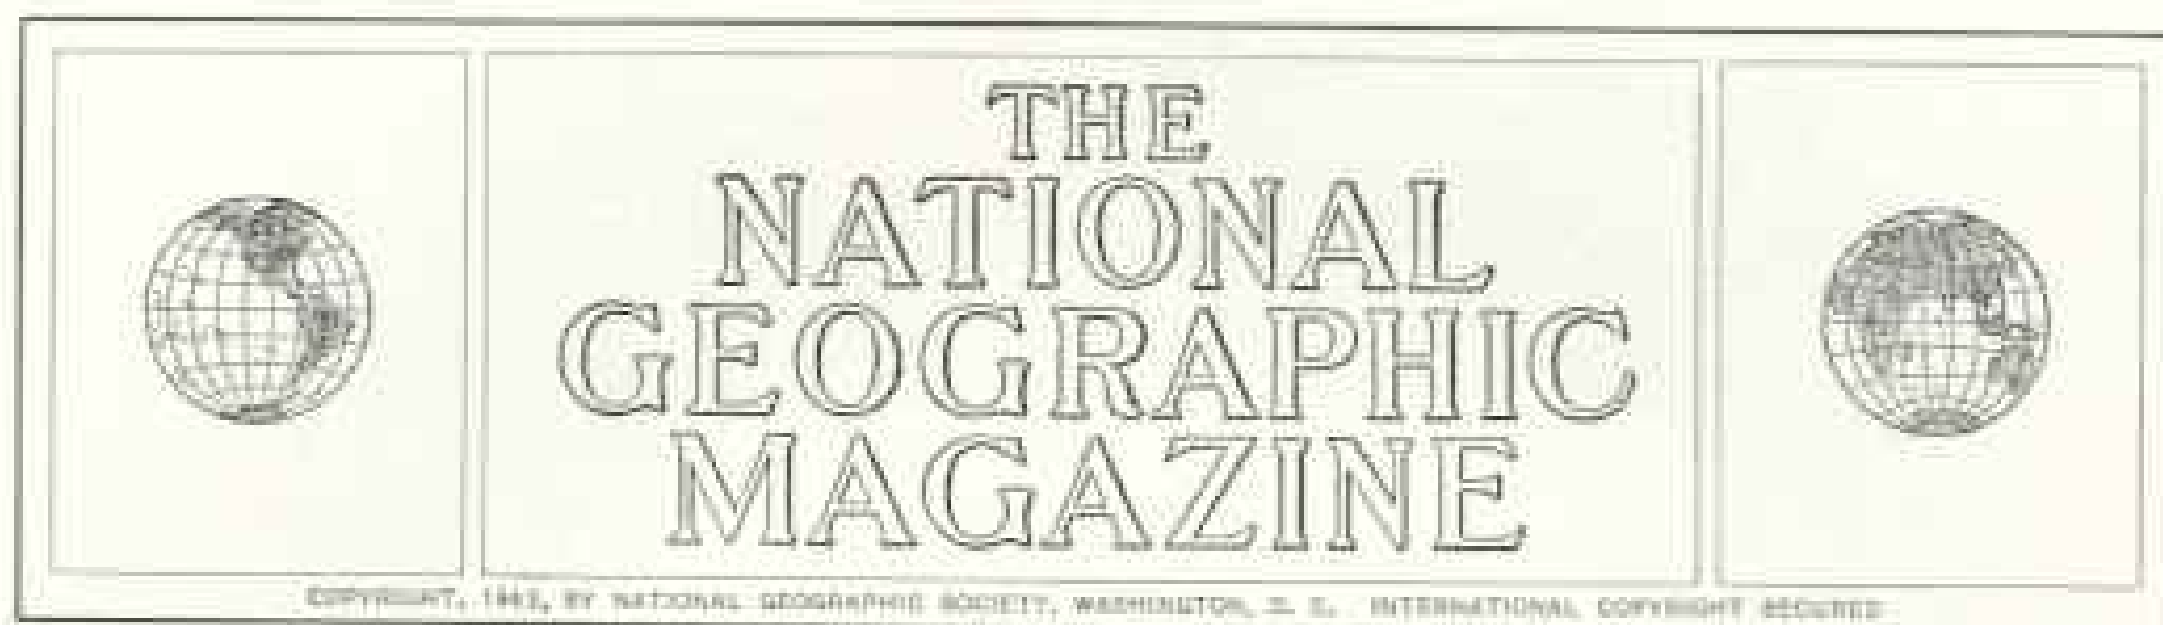 THE
NATIONAL
GEOGRAPHIC
MAGAZINE
COPYRIGHT, BY NATIONAL GEOGRAPHIC SOCIETY, WASHINGTON, D. C. INTERNATIONAL COPYRIGHT SECURED